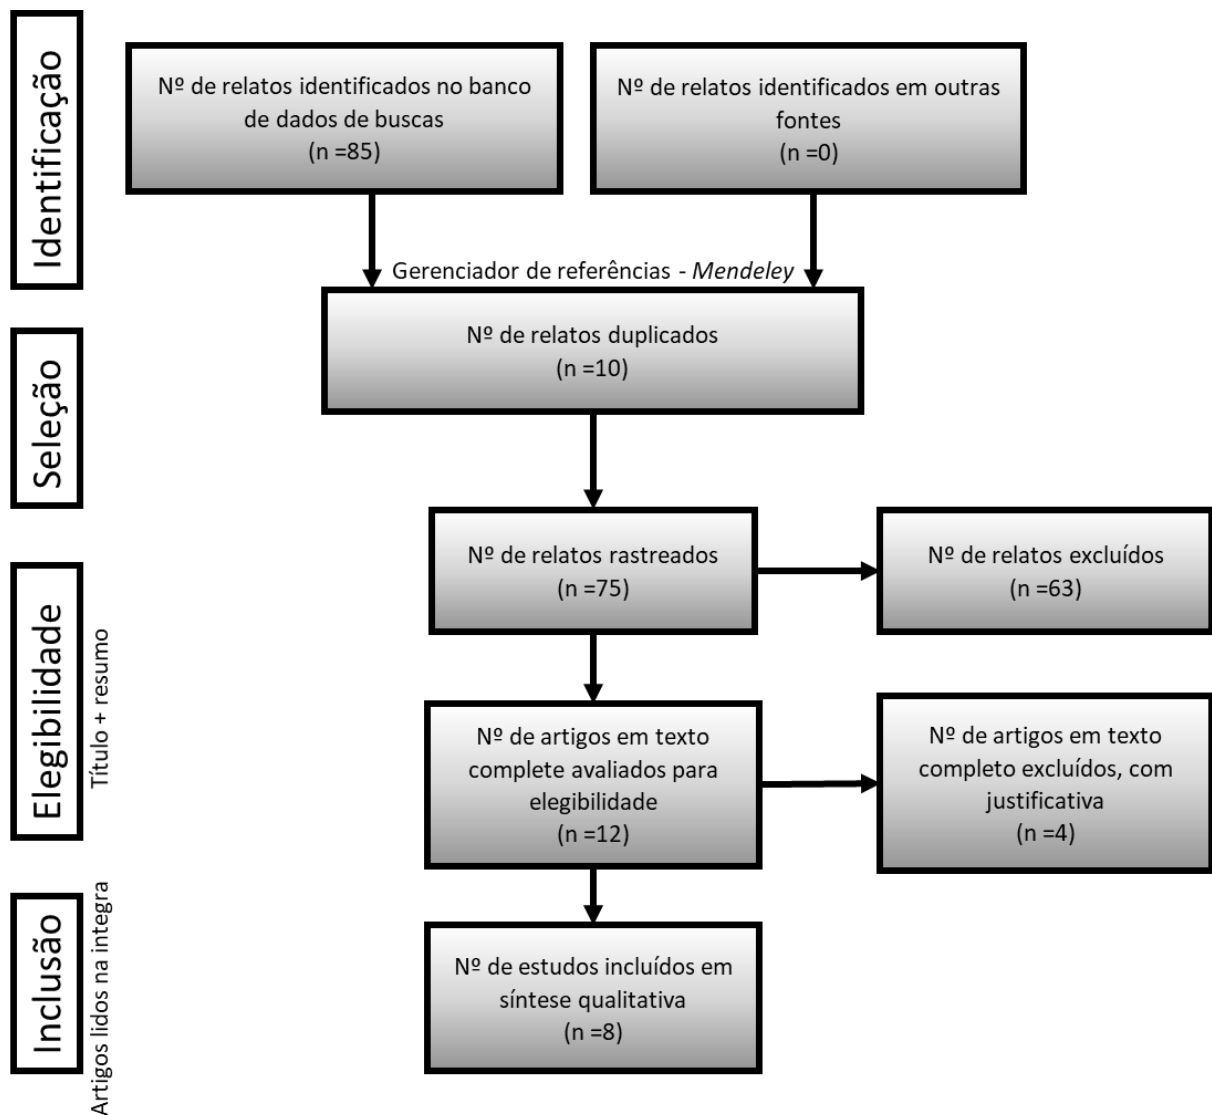 Identificação
Nº de relatos identificados no banco
de dados de buscas
(n =85)
Nº de relatos identificados em outras
fontes
(n =0)
Gerenciador de referências - Mendeley
Seleção
Nº de relatos duplicados
(n =10)
Nº de relatos rastreados
(n =75)
Nº de relatos excluídos
(n =63)
Elegibilidade
Título + resumo
Nº de artigos em texto
complete avaliados para
elegibilidade
(n =12)
Nº de artigos em texto
completo excluídos, com
justificativa
(n =4)
Inclusão
Artigos lidos na integra
Nº de estudos incluídos em
síntese qualitativa
(n =8)